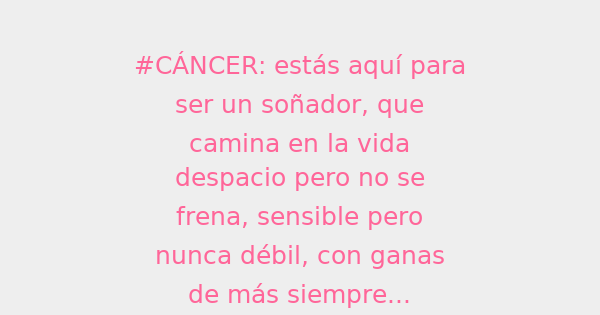 #CÁNCER: estás aquí para
ser un soñador, que
camina en la vida
despacio pero no se
frena, sensible pero
nunca débil, con ganas
de más siempre...